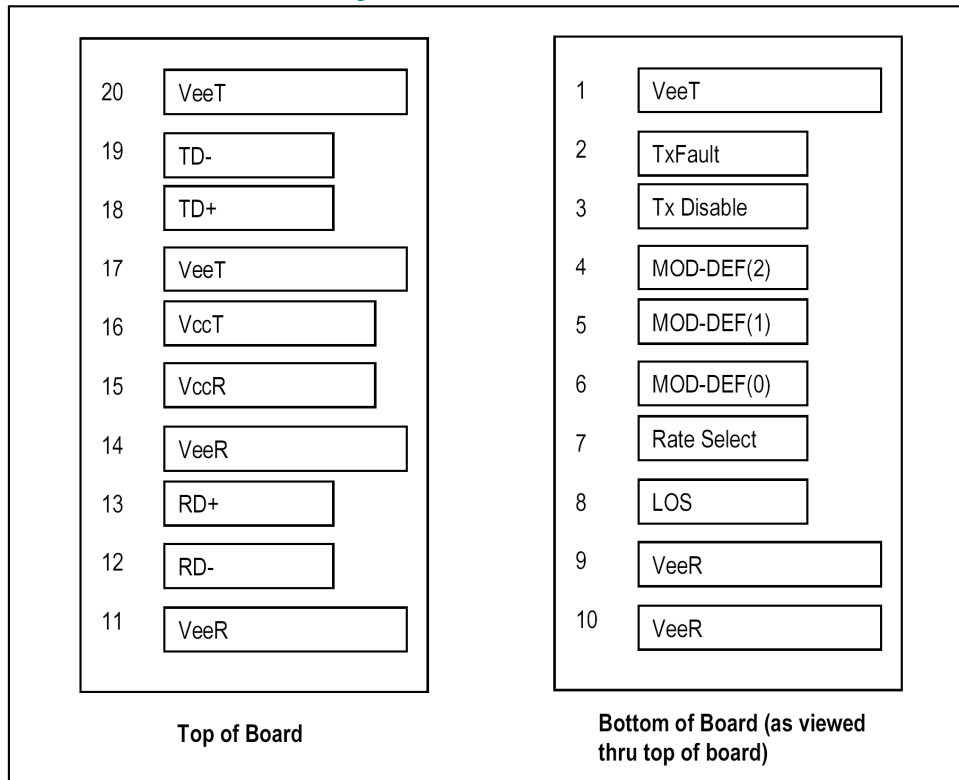 20 VeeT
19 TD-
18 TD+
17 VeeT
16 VccT
15 VccR
14 VeeR
13 RD+
12 RD-
11 VeeR
Top of Board
1 VeeT
2 TxFault
3 Tx Disable
4 MOD-DEF(2)
5 MOD-DEF(1)
6 MOD-DEF(0)
7 Rate Select
8 LOS
9 VeeR
10 VeeR
Bottom of Board (as viewed
thru top of board)